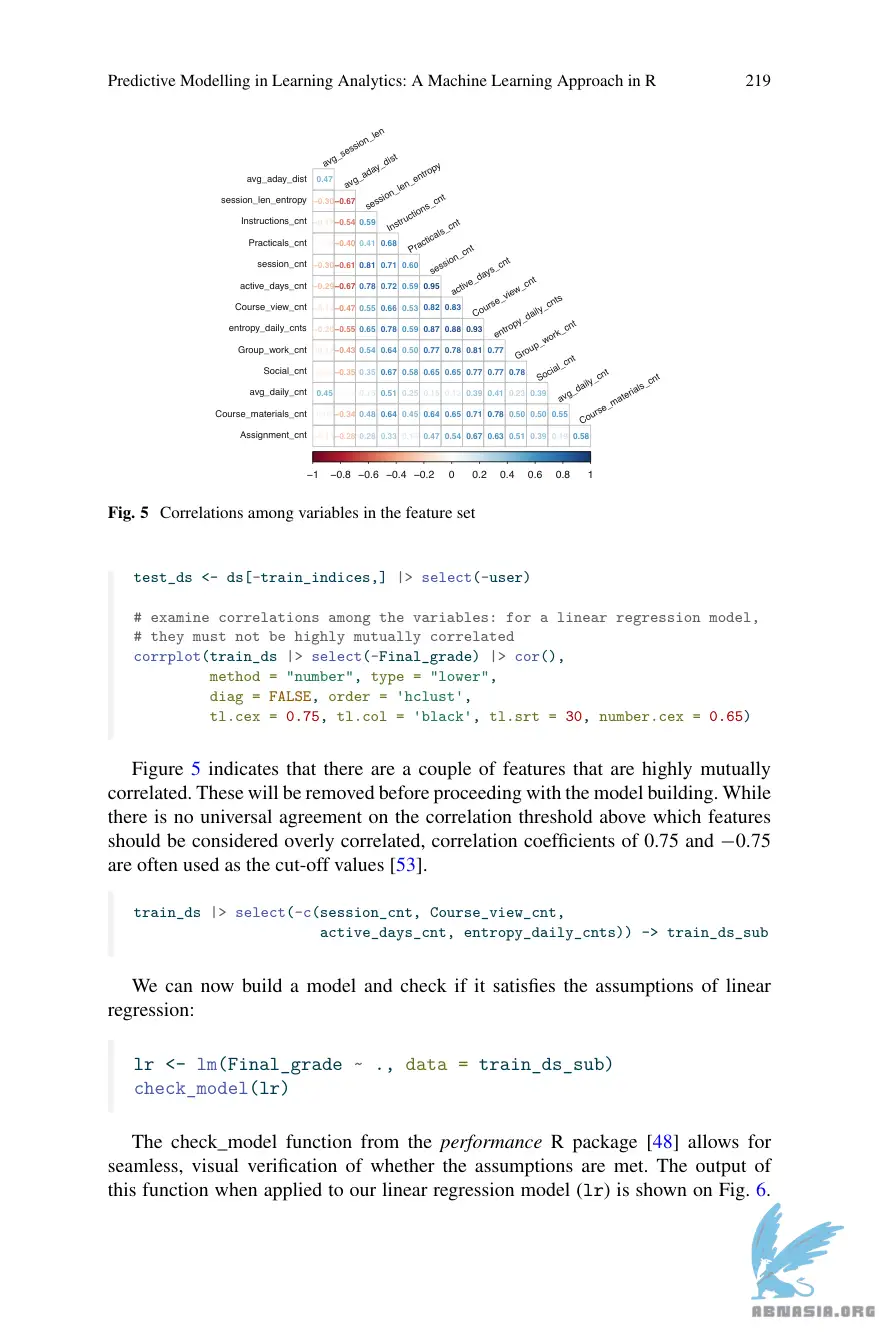 Predictive Modelling in Learning Analytics: A Machine Learning Approach in R 219
avg_session_len
avg_aday_dist 0.47 avg_aday_dist
session_len_entropy −0.30 −0.67 session_len_entropy
Instructions_cnt −0.54 0.59 Instructions_cnt
Practicals_cnt −0.40 0.41 0.68 Practicals_cnt
session_cnt −0.30 −0.61 0.81 0.71 0.60 session_cnt
active_days_cnt −0.29 −0.67 0.78 0.72 0.59 0.95 active_days_cnt
Course_view_cnt −0.47 0.55 0.66 0.53 0.82 0.83 Course_view_cnt
entropy_daily_cnts −0.55 0.65 0.78 0.59 0.87 0.88 0.93 entropy_daily_cnts
Group_work_cnt −0.43 0.54 0.64 0.50 0.77 0.78 0.81 0.77 Group_work_cnt
Social_cnt −0.35 0.35 0.67 0.58 0.65 0.65 0.77 0.77 0.78 Social_cnt
avg_daily_cnt 0.45 0.51 0.25 0.39 0.41 0.23 0.39 avg_daily_cnt
Course_materials_cnt −0.34 0.48 0.64 0.45 0.64 0.65 0.71 0.78 0.50 0.50 0.55 Course_materials_cnt
Assignment_cnt −0.28 0.28 0.33 0.47 0.54 0.67 0.63 0.51 0.39 0.58
−1 −0.8 −0.6 −0.4 −0.2 0 0.2 0.4 0.6 0.8 1
Fig. 5 Correlations among variables in the feature set
test_ds <- ds[-train_indices,] |> select(-user)
# examine correlations among the variables: for a linear regression model,
# they must not be highly mutually correlated
corrplot(train_ds |> select(-Final_grade) |> cor(),
method = "number", type = "lower",
diag = FALSE, order = 'hclust',
tl.cex = 0.75, tl.col = 'black', tl.srt = 30, number.cex = 0.65)
Figure 5 indicates that there are a couple of features that are highly mutually
correlated. These will be removed before proceeding with the model building. While
there is no universal agreement on the correlation threshold above which features
should be considered overly correlated, correlation coefficients of 0.75 and −0.75
are often used as the cut-off values [53].
train_ds |> select(-c(session_cnt, Course_view_cnt,
active_days_cnt, entropy_daily_cnts)) -> train_ds_sub
We can now build a model and check if it satisfies the assumptions of linear
regression:
lr <- lm(Final_grade ~ ., data = train_ds_sub)
check_model(lr)
The check_model function from the performance R package [48] allows for
seamless, visual verification of whether the assumptions are met. The output of
this function when applied to our linear regression model (lr) is shown on Fig. 6.
ABNASIA.ORG